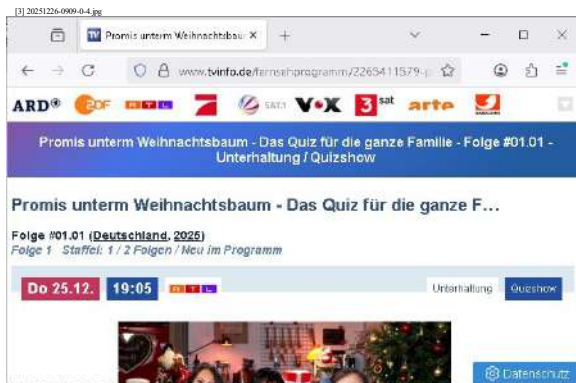 [3] 20251226-0909-0-4.jpg
Promis unterm Weihnachtsbau
www.tvinfo.de/fernsehprogramm/2265411579-p
ARD ZDF RTL 7 SAT.1 VOX 3sat arte
Promis unterm Weihnachtsbaum - Das Quiz für die ganze Familie - Folge #01.01 -
Unterhaltung / Quizshow
Promis unterm Weihnachtsbaum - Das Quiz für die ganze F...
Folge #01.01 (Deutschland, 2025)
Folge 1 Staffel: 1 / 2 Folgen / Neu im Programm
Do 25.12. 19:05 RTL Unterhaltung Quizshow
Datenschutz